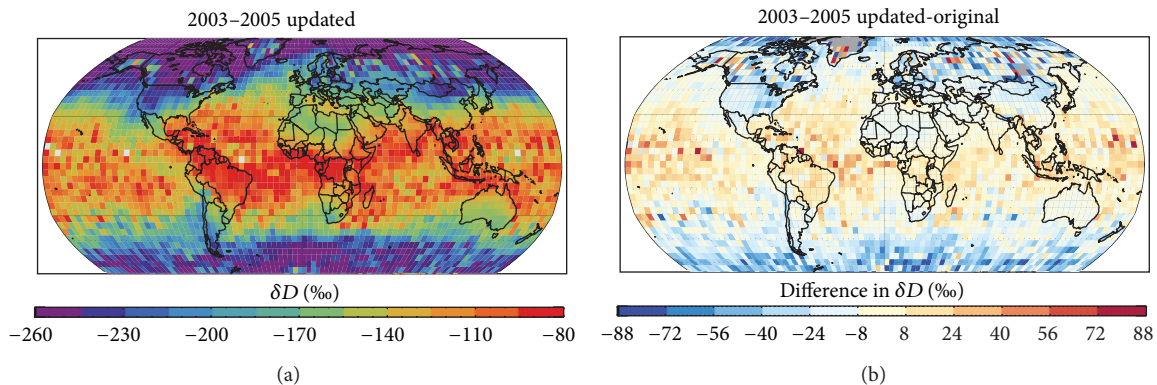 2003–2005 updated
δD (‰)
−260 −230 −200 −170 −140 −110 −80
(a)
2003–2005 updated-original
Difference in δD (‰)
−88 −72 −56 −40 −24 −8 8 24 40 56 72 88
(b)